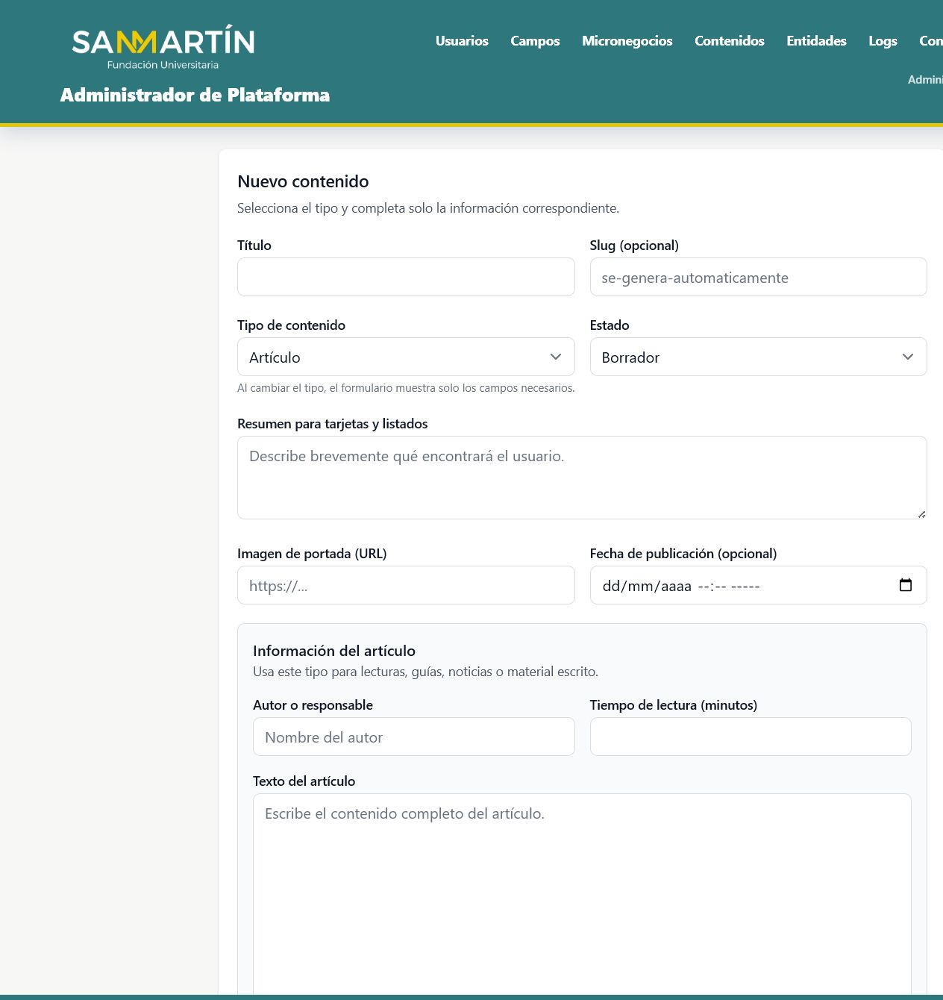 SANMARTÍN
Fundación Universitaria
Administrador de Plataforma
Usuarios Campos Micronegocios Contenidos Entidades Logs
Nuevo contenido
Selecciona el tipo y completa solo la información correspondiente.
Título Slug (opcional)
se-genera-automaticamente
Tipo de contenido Estado
Artículo Borrador
Al cambiar el tipo, el formulario muestra solo los campos necesarios.
Resumen para tarjetas y listados
Describe brevemente qué encontrará el usuario.
Imagen de portada (URL) Fecha de publicación (opcional)
https://... dd/mm/aaaa --:-- -----
Información del artículo
Usa este tipo para lecturas, guías, noticias o material escrito.
Autor o responsable Tiempo de lectura (minutos)
Nombre del autor
Texto del artículo
Escribe el contenido completo del artículo.